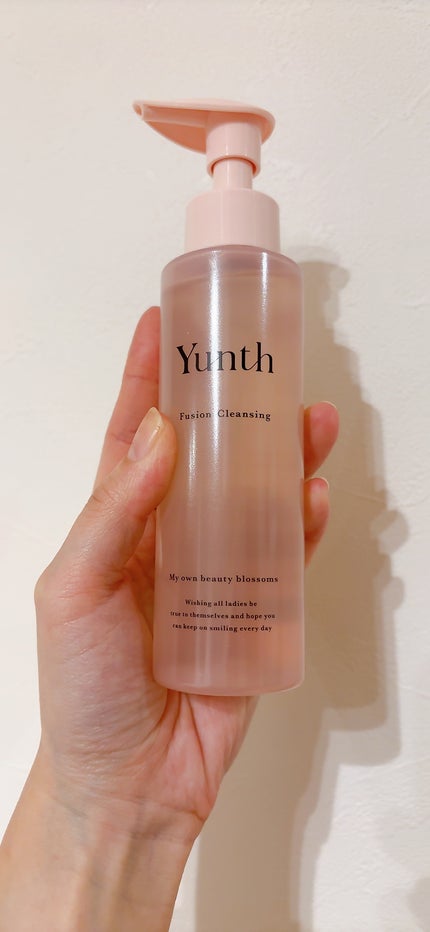 Yunth
Fusion Cleansing
My own beauty blossoms
Wishing all ladies be
true to themselves and hope you
can keep on smiling every day